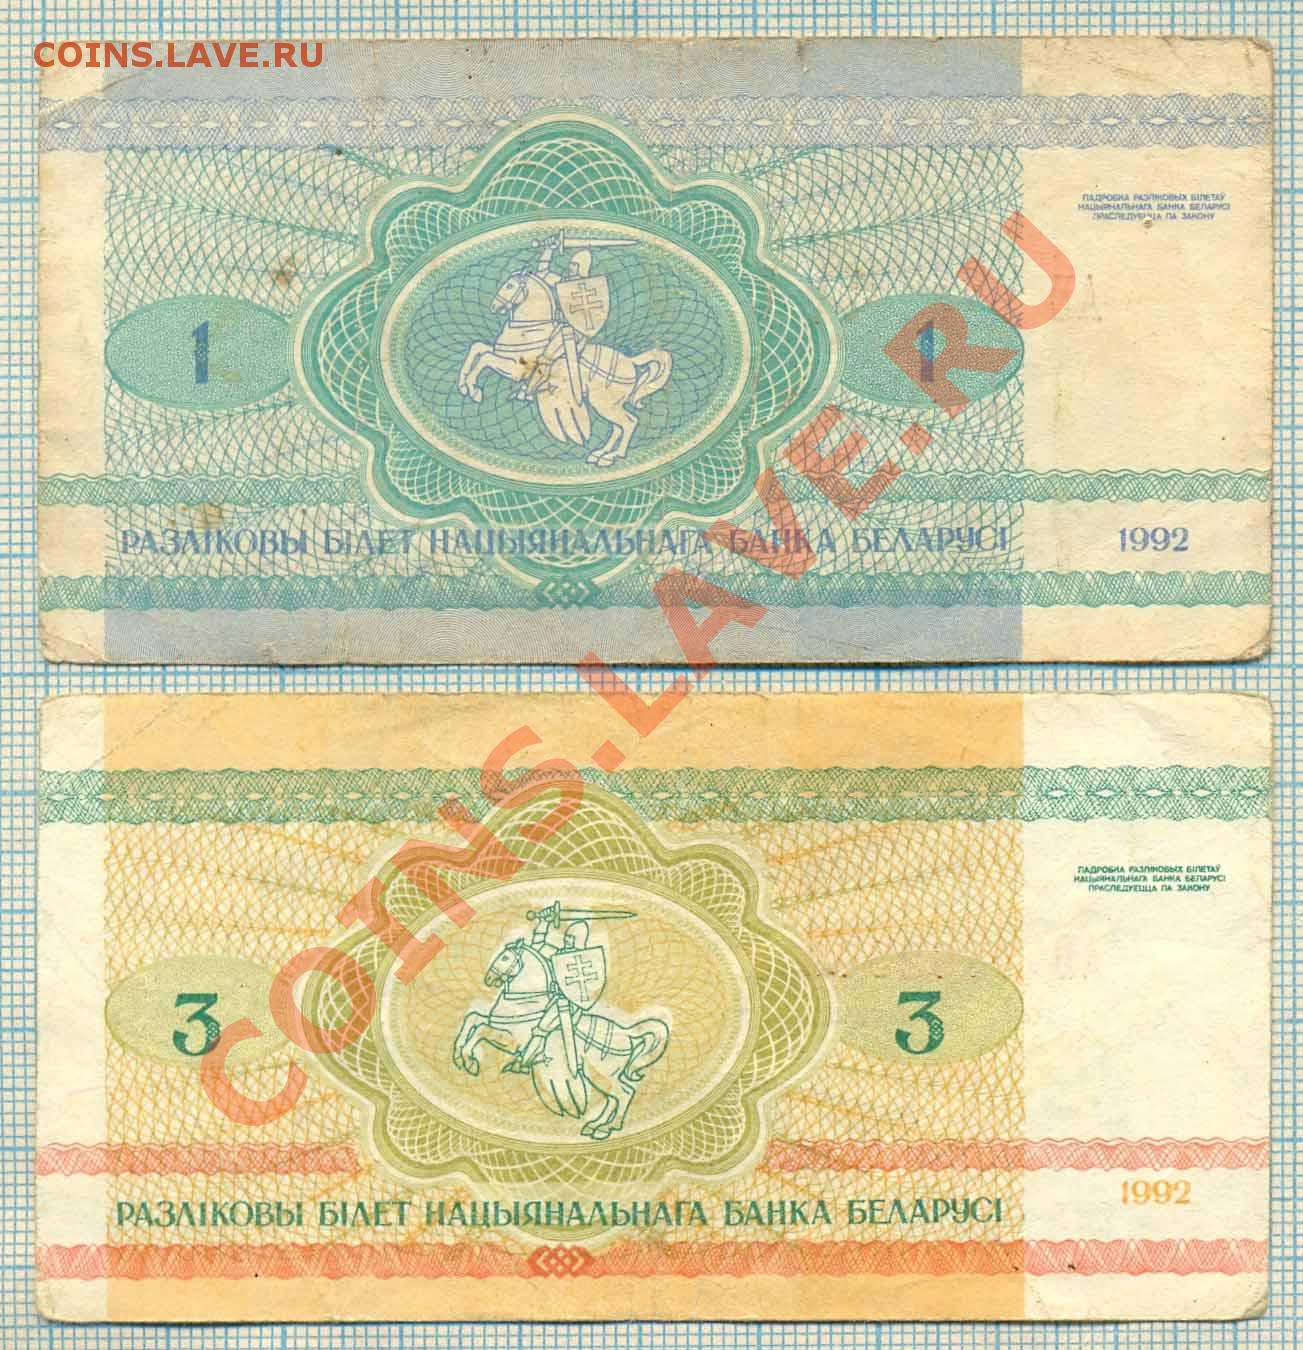 COINS.LAVE.RU
ПАДРОБКА РАЗЛІКОВЫХ БІЛЕТАЎ
НАЦЫЯНАЛЬНАГА БАНКА БЕЛАРУСІ
ПРАСЛЕДУЕЦЦА ПА ЗАКОНУ
1
1
РАЗЛІКОВЫ БІЛЕТ НАЦЫЯНАЛЬНАГА БАНКА БЕЛАРУСІ
1992
COINS.LAVE.RU
ПАДРОБКА РАЗЛІКОВЫХ БІЛЕТАЎ
НАЦЫЯНАЛЬНАГА БАНКА БЕЛАРУСІ
ПРАСЛЕДУЕЦЦА ПА ЗАКОНУ
3
3
РАЗЛІКОВЫ БІЛЕТ НАЦЫЯНАЛЬНАГА БАНКА БЕЛАРУСІ
1992